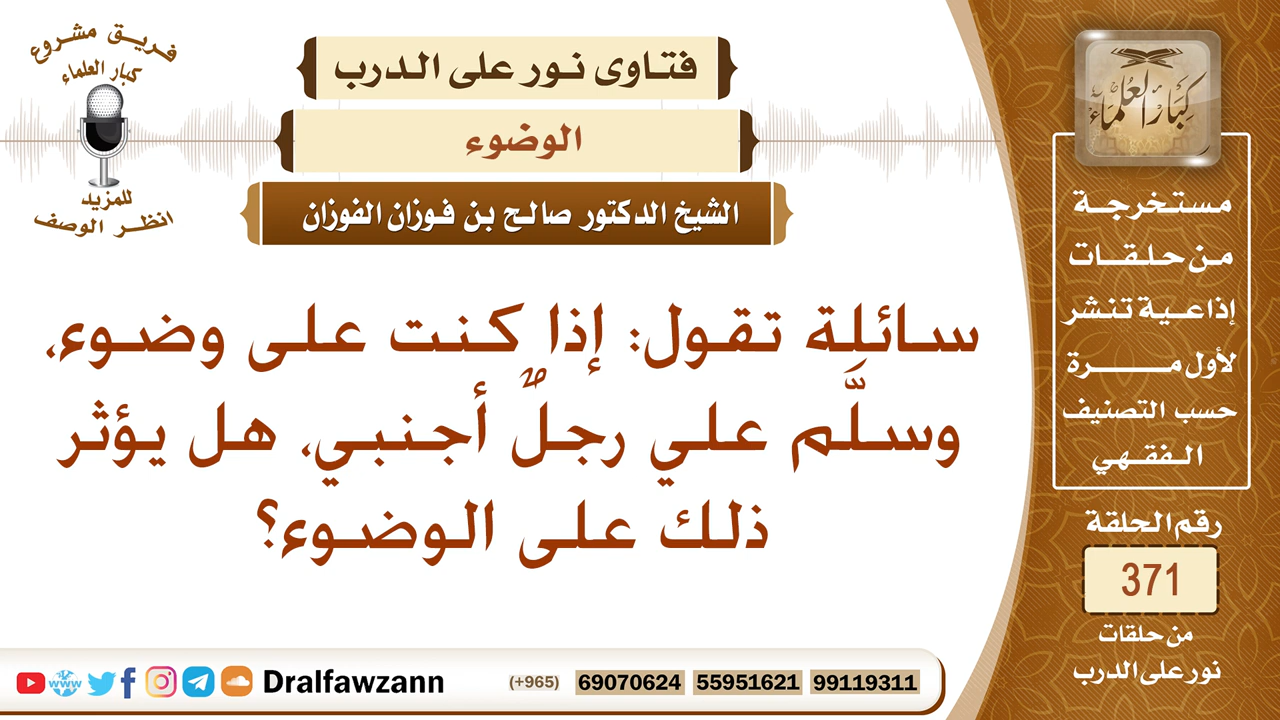 فريق مشروع
كبار العلماء
للمزيد
انظر الوصف
فتاوى نور على الدرب
الوضوء
الشيخ الدكتور صالح بن فوزان الفوزان
سائلة تقول: إذا كنت على وضوء،
وسلَّم علي رجلٌ أجنبي، هل يؤثر
ذلك على الوضوء؟
كبار العلماء
مستخرجة
من حلقات
إذاعية تنشر
لأول مرة
حسب التصنيف
الفقهي
رقم الحلقة
371
من حلقات
نور على الدرب
www
Dralfawzann
(+965) 69070624 55951621 99119311